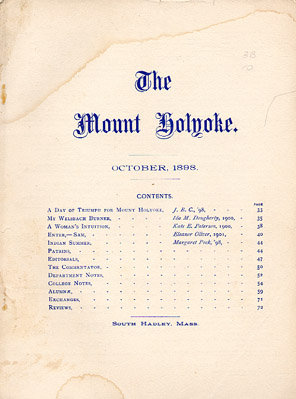 The
Mount Holyoke.
OCTOBER, 1898.
CONTENTS.
PAGE
A Day of Triumph for Mount Holyoke, J. B. C., '98, 33
My Welsbach Burner, Ida M. Dougherty, 1900, 35
A Woman's Intuition, Kate E. Paterson, 1900, 38
Enter,—Sam, Eleanor Oliver, 1901, 40
Indian Summer, Margaret Peck, '98, 44
Patrins, 44
Editorials, 47
The Commentator, 50
Department Notes, 52
College Notes, 54
Alumnæ, 59
Exchanges, 71
Reviews, 72
South Hadley, Mass.